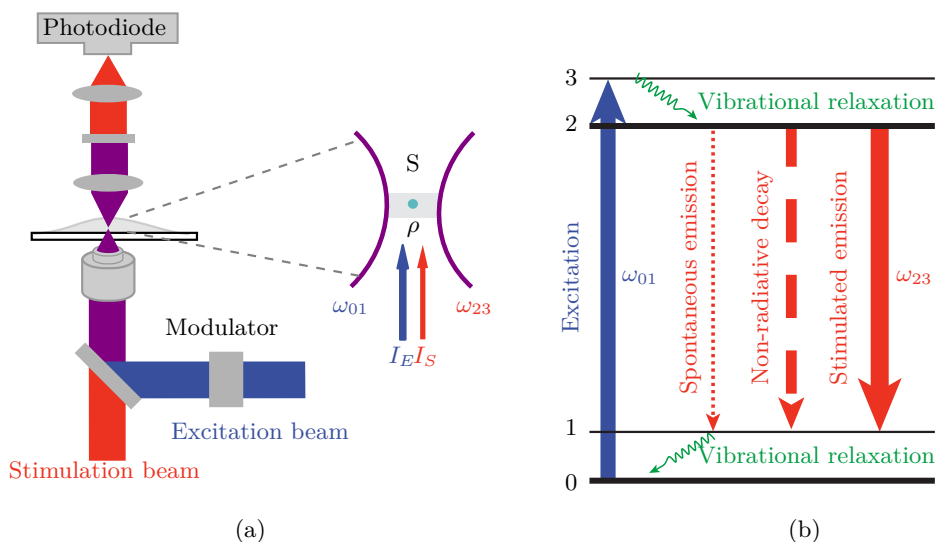 Photodiode
S
ρ
ω01
ω23
IE
IS
Modulator
Excitation beam
Stimulation beam
(a)
3
Vibrational relaxation
2
Excitation
ω01
Spontaneous emission
Non-radiative decay
Stimulated emission
ω23
1
Vibrational relaxation
0
(b)